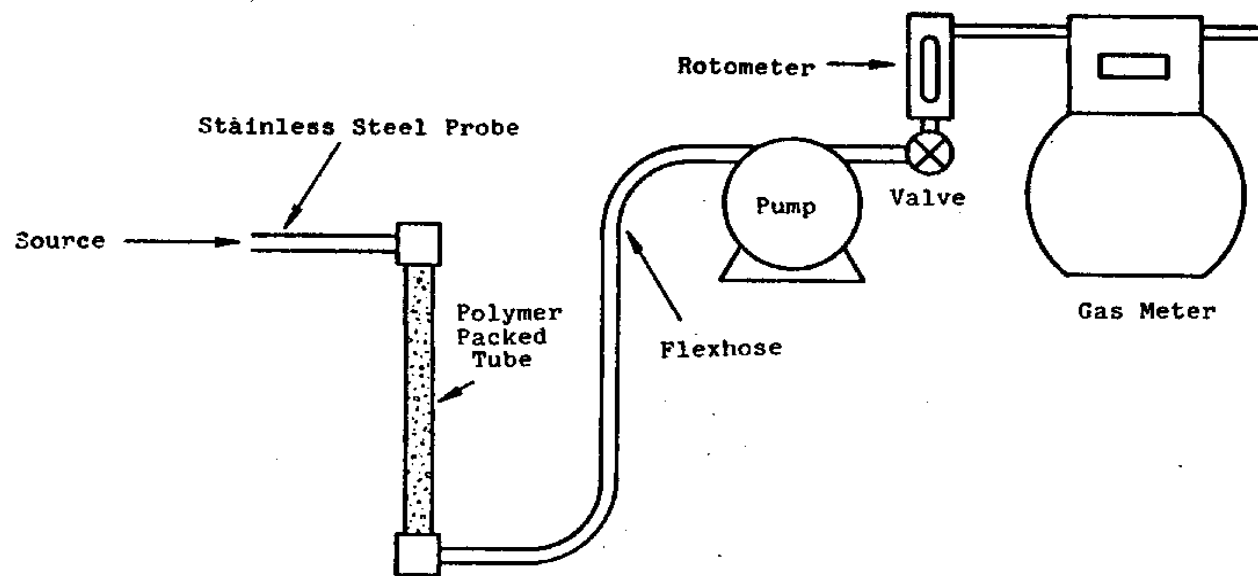 Rotometer
Stainless Steel Probe
Pump
Valve
Source
Gas Meter
Polymer
Packed
Tube
Flexhose